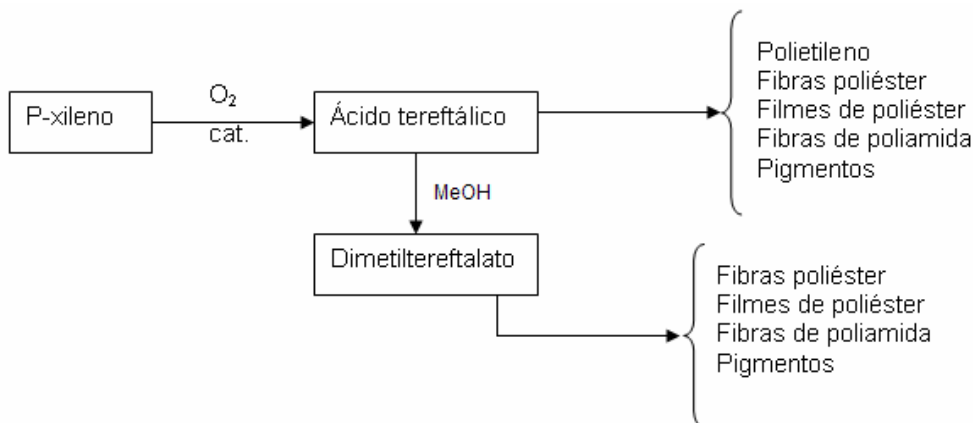 P-xileno
O₂
cat.
Ácido tereftálico
Polietileno
Fibras poliéster
Filmes de poliéster
Fibras de poliamida
Pigmentos
MeOH
Dimetiltereftalato
Fibras poliéster
Filmes de poliéster
Fibras de poliamida
Pigmentos